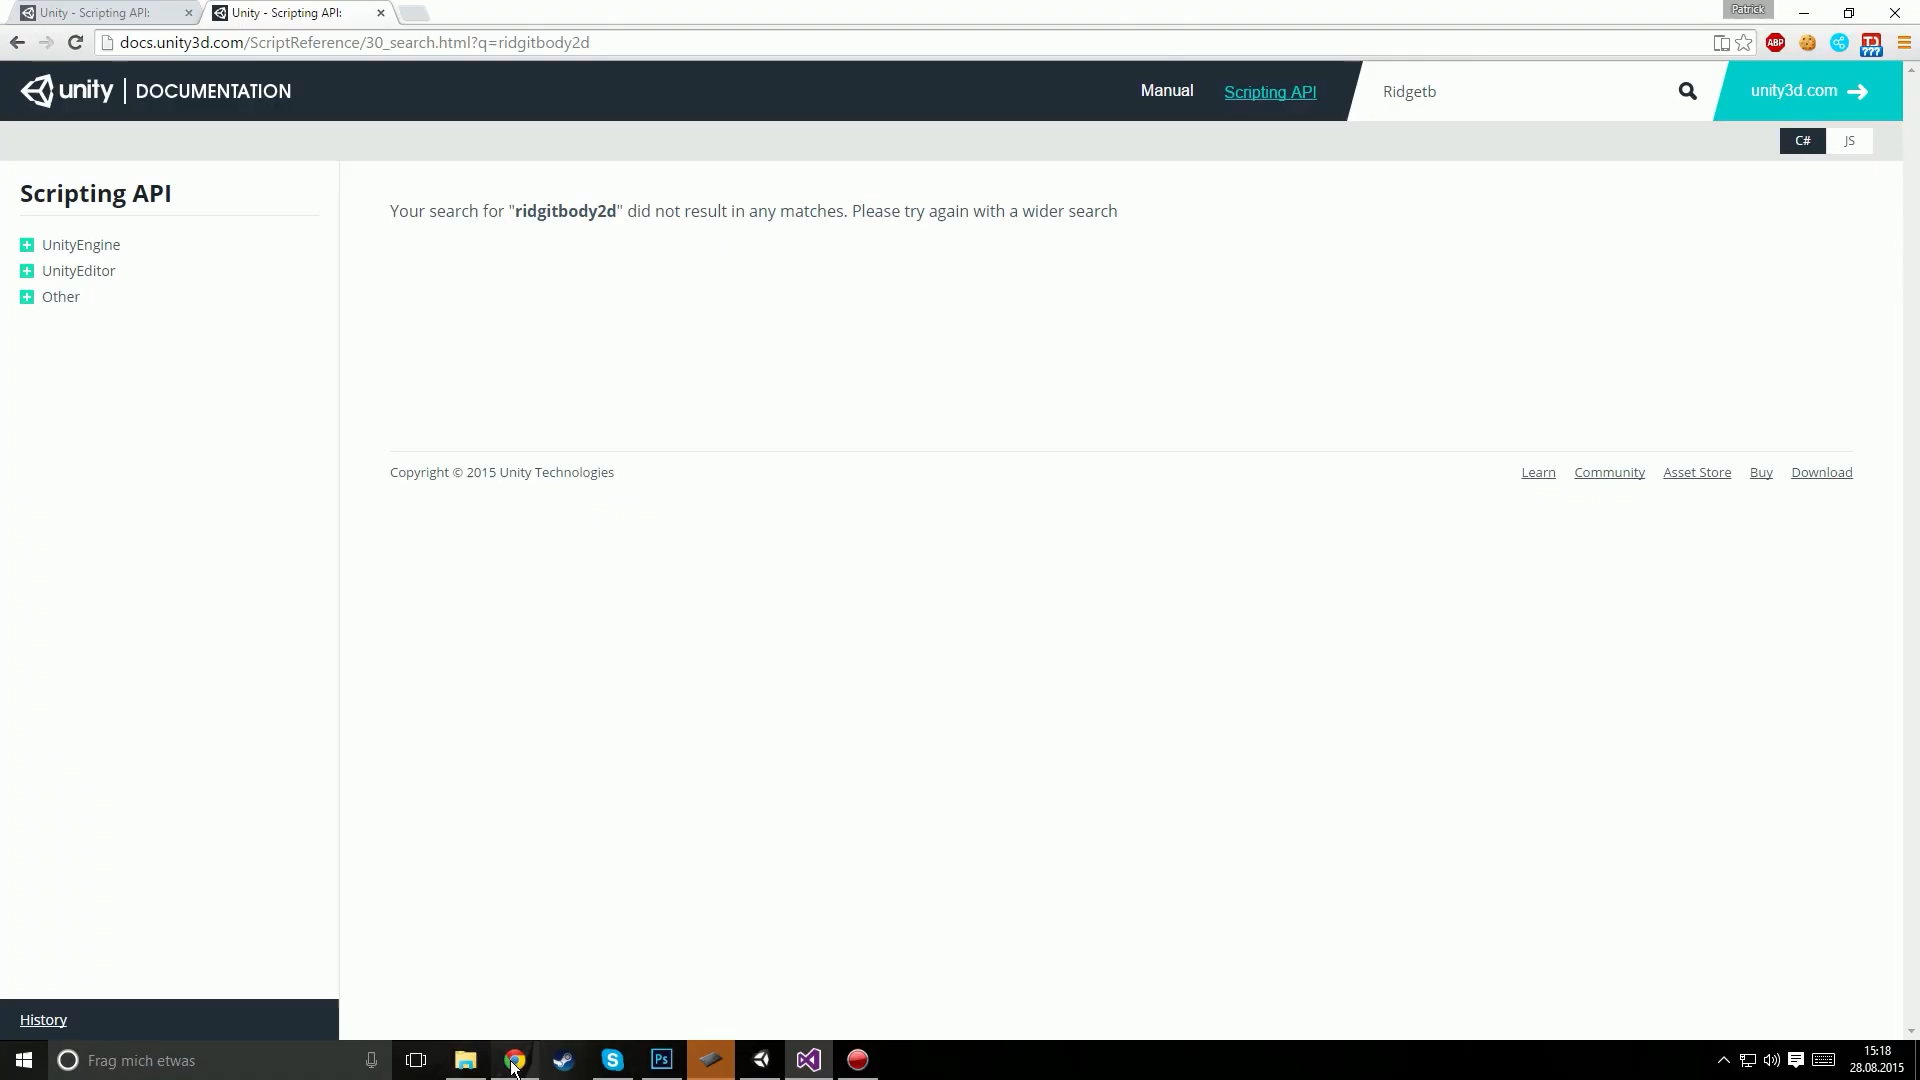 Unity - Scripting API:
Unity - Scripting API:
Patrick
docs.unity3d.com/ScriptReference/30_search.html?q=ridgitbody2d
ABP
???
unity DOCUMENTATION
Manual
Scripting API
Ridgetb
unity3d.com
C#
JS
Scripting API
UnityEngine
UnityEditor
Other
Your search for "ridgitbody2d" did not result in any matches. Please try again with a wider search
Copyright © 2015 Unity Technologies
Learn
Community
Asset Store
Buy
Download
History
Frag mich etwas
Ps
15:18
28.08.2015